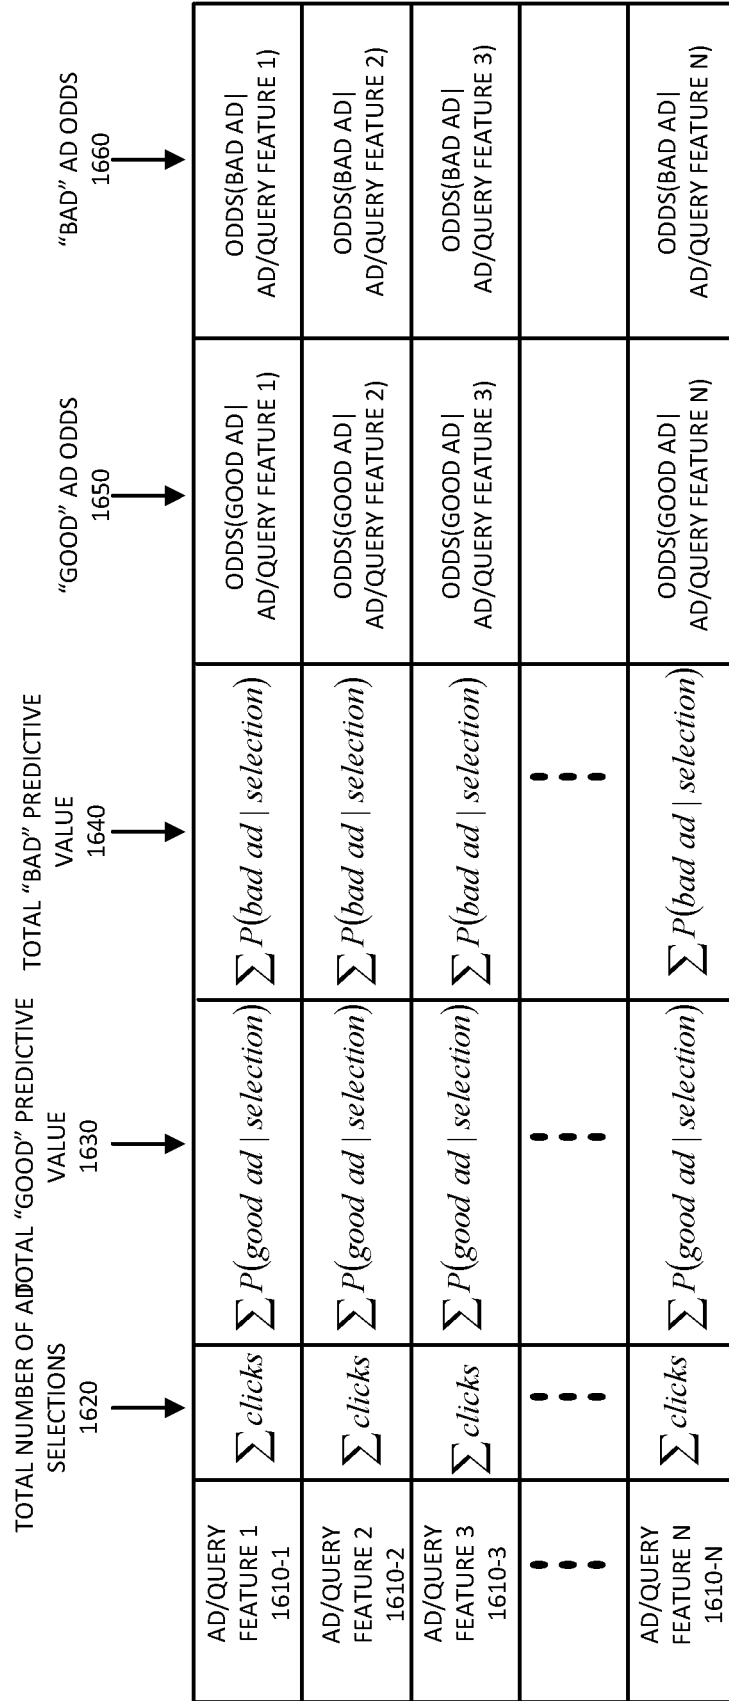 TOTAL NUMBER OF AD
SELECTIONS
1620
TOTAL “GOOD” PREDICTIVE
VALUE
1630
TOTAL “BAD” PREDICTIVE
VALUE
1640
“GOOD” AD ODDS
1650
“BAD” AD ODDS
1660
AD/QUERY
FEATURE 1
1610-1
∑ clicks
∑ P(good ad | selection)
∑ P(bad ad | selection)
ODDS(GOOD AD|
AD/QUERY FEATURE 1)
ODDS(BAD AD|
AD/QUERY FEATURE 1)
AD/QUERY
FEATURE 2
1610-2
∑ clicks
∑ P(good ad | selection)
∑ P(bad ad | selection)
ODDS(GOOD AD|
AD/QUERY FEATURE 2)
ODDS(BAD AD|
AD/QUERY FEATURE 2)
AD/QUERY
FEATURE 3
1610-3
∑ clicks
∑ P(good ad | selection)
∑ P(bad ad | selection)
ODDS(GOOD AD|
AD/QUERY FEATURE 3)
ODDS(BAD AD|
AD/QUERY FEATURE 3)
AD/QUERY
FEATURE N
1610-N
∑ clicks
∑ P(good ad | selection)
∑ P(bad ad | selection)
ODDS(GOOD AD|
AD/QUERY FEATURE N)
ODDS(BAD AD|
AD/QUERY FEATURE N)